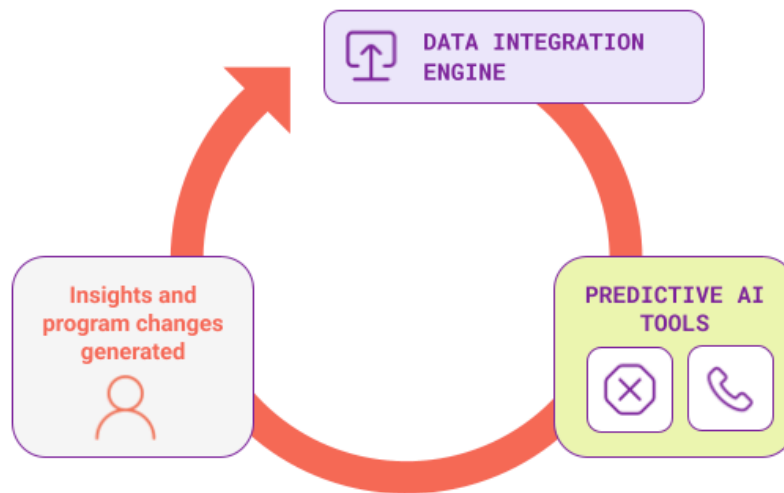 DATA INTEGRATION
ENGINE
Insights and
program changes
generated
PREDICTIVE AI
TOOLS